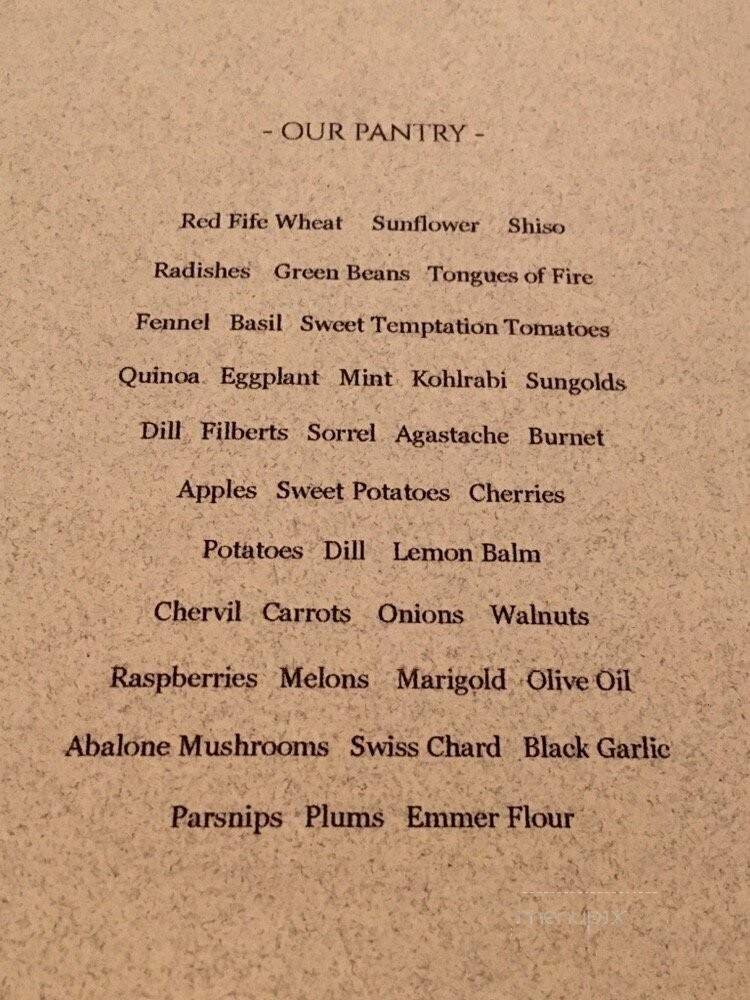 - OUR PANTRY -
Red Fife Wheat Sunflower Shiso
Radishes Green Beans Tongues of Fire
Fennel Basil Sweet Temptation Tomatoes
Quinoa Eggplant Mint Kohlrabi Sungolds
Dill Filberts Sorrel Agastache Burnet
Apples Sweet Potatoes Cherries
Potatoes Dill Lemon Balm
Chervil Carrots Onions Walnuts
Raspberries Melons Marigold Olive Oil
Abalone Mushrooms Swiss Chard Black Garlic
Parsnips Plums Emmer Flour
menupix